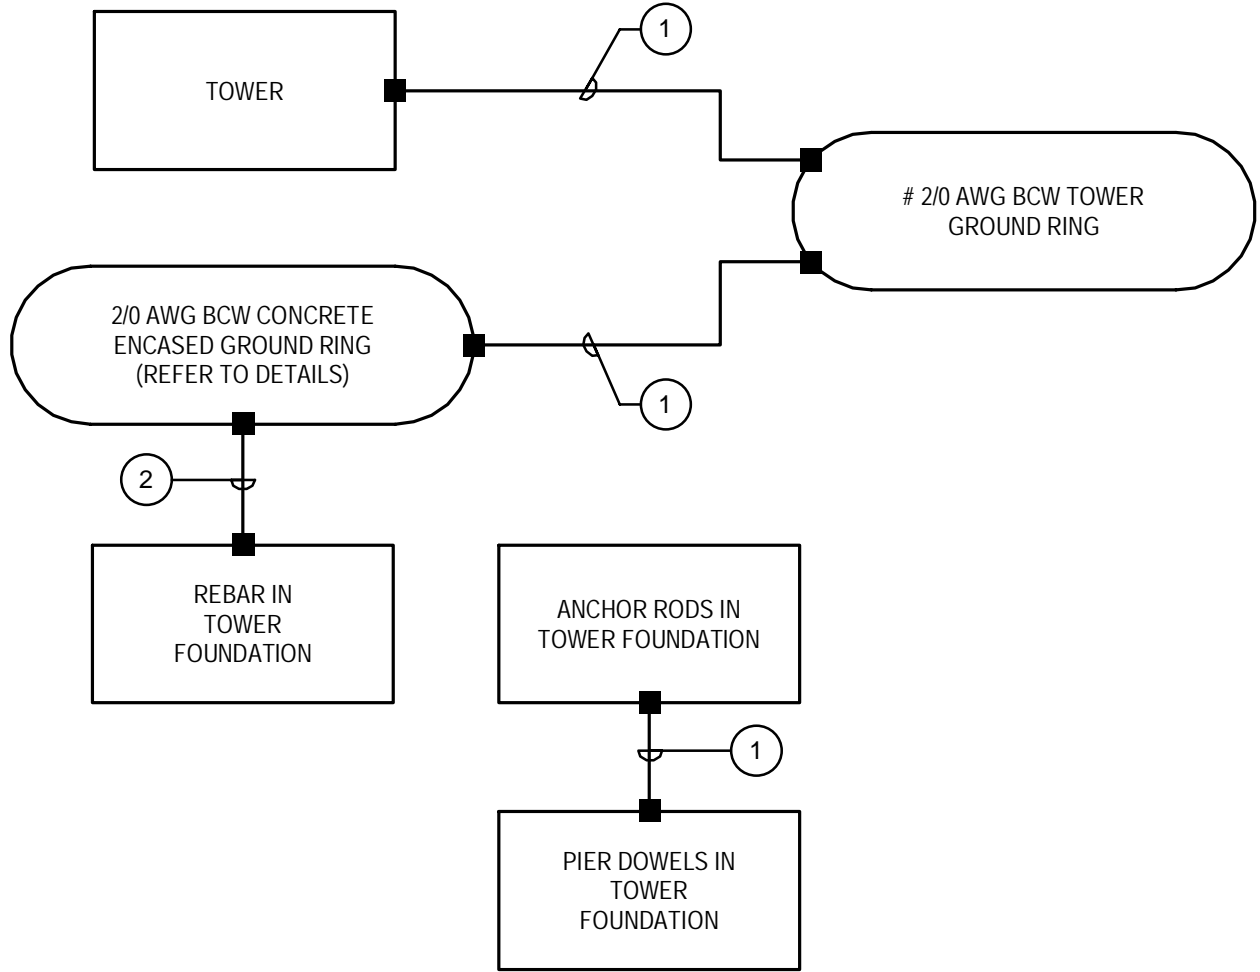 1
TOWER
# 2/0 AWG BCW TOWER
GROUND RING
2/0 AWG BCW CONCRETE
ENCASED GROUND RING
(REFER TO DETAILS)
1
2
REBAR IN
TOWER
FOUNDATION
ANCHOR RODS IN
TOWER FOUNDATION
1
PIER DOWELS IN
TOWER
FOUNDATION